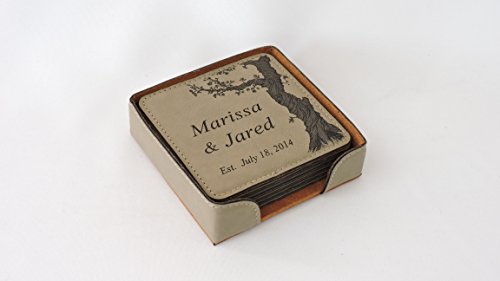 Marissa
& Jared
Est. July 18, 2014